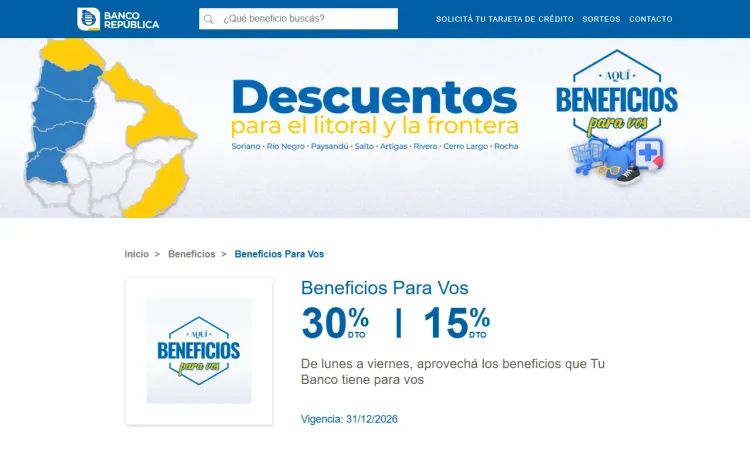 BANCO
REPÚBLICA
¿Qué beneficio buscás?
SOLICITÁ TU TARJETA DE CRÉDITO
SORTEOS
CONTACTO
Descuentos
para el litoral y la frontera
Soriano • Río Negro • Paysandú • Salto • Artigas • Rivera • Cerro Largo • Rocha
• AQUÍ •
BENEFICIOS
para vos
Inicio > Beneficios > Beneficios Para Vos
• AQUÍ •
BENEFICIOS
para vos
Beneficios Para Vos
30% DTO | 15% DTO
De lunes a viernes, aprovechá los beneficios que Tu
Banco tiene para vos
Vigencia: 31/12/2026